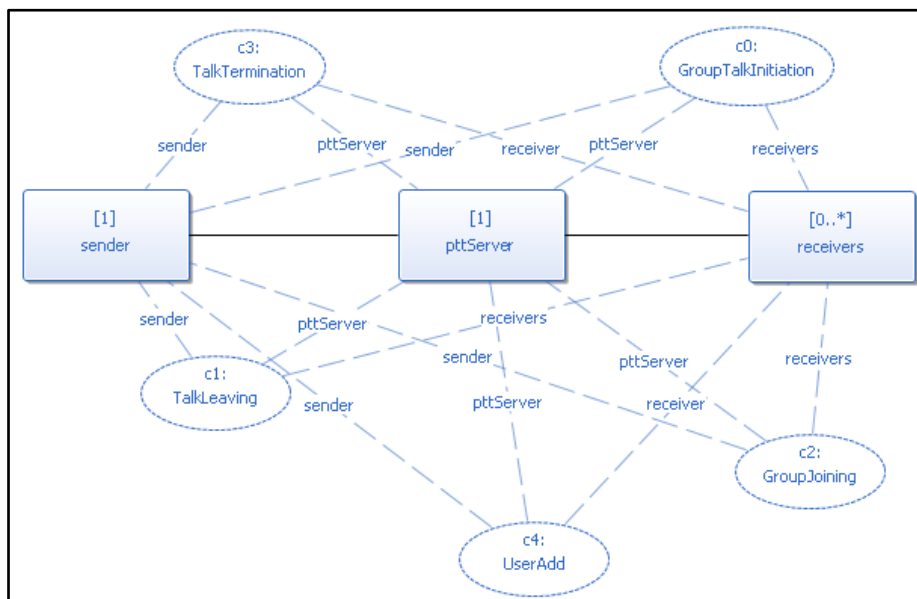 c3:
TalkTermination
c0:
GroupTalkInitiation
sender
pttServer
sender
receiver
pttServer
receivers
[1]
sender
[1]
pttServer
[0..*]
receivers
sender
pttServer
receivers
sender
pttServer
receivers
c1:
TalkLeaving
sender
pttServer
receiver
c2:
GroupJoining
c4:
UserAdd